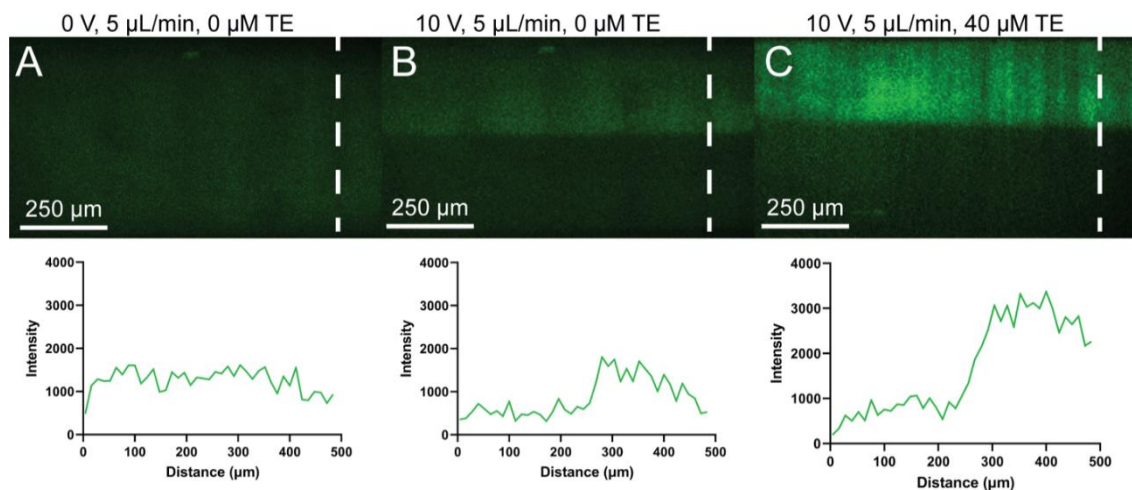 0 V, 5 µL/min, 0 µM TE
10 V, 5 µL/min, 0 µM TE
10 V, 5 µL/min, 40 µM TE
A
B
C
250 µm
250 µm
250 µm
4000
3000
2000
1000
0
Intensity
0 100 200 300 400 500
Distance (µm)
4000
3000
2000
1000
0
Intensity
0 100 200 300 400 500
Distance (µm)
4000
3000
2000
1000
0
Intensity
0 100 200 300 400 500
Distance (µm)